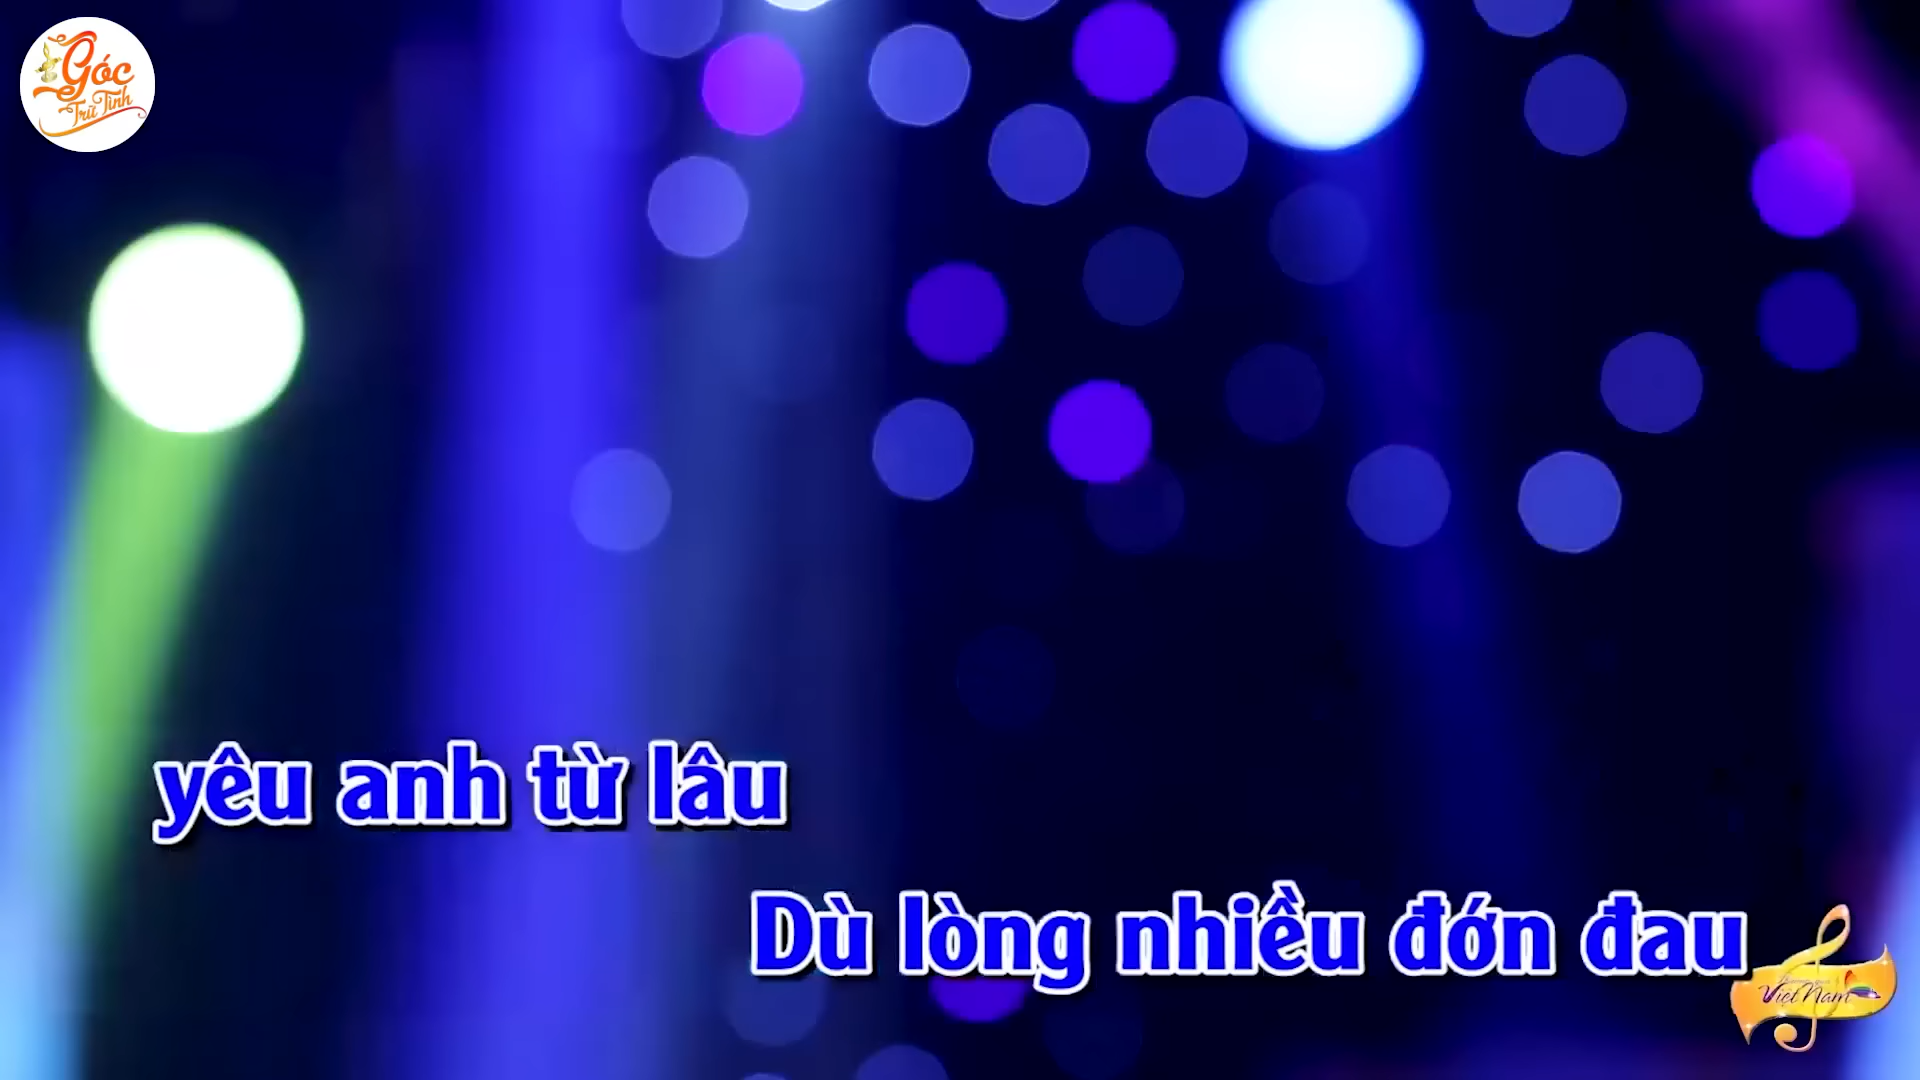 Góc
Trữ Tình
yêu anh từ lâu
Dù lòng nhiều đớn đau
Việt Nam